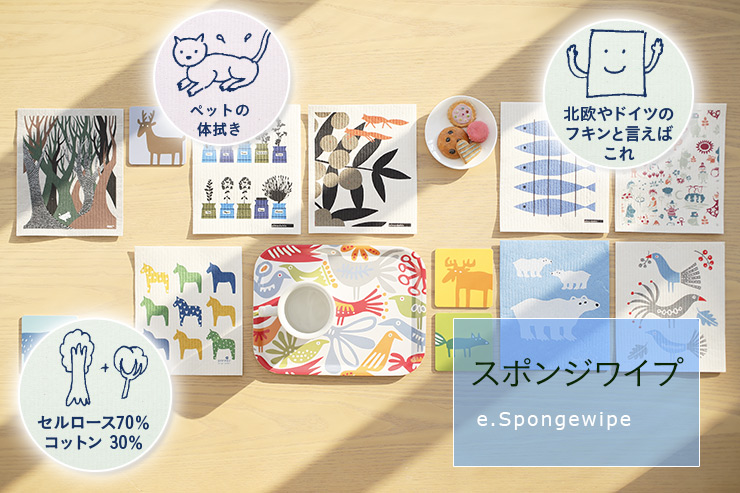 ペットの
体拭き
北欧やドイツの
フキンと言えば
これ
セルロース70%
コットン 30%
スポンジワイプ
e.Spongewipe